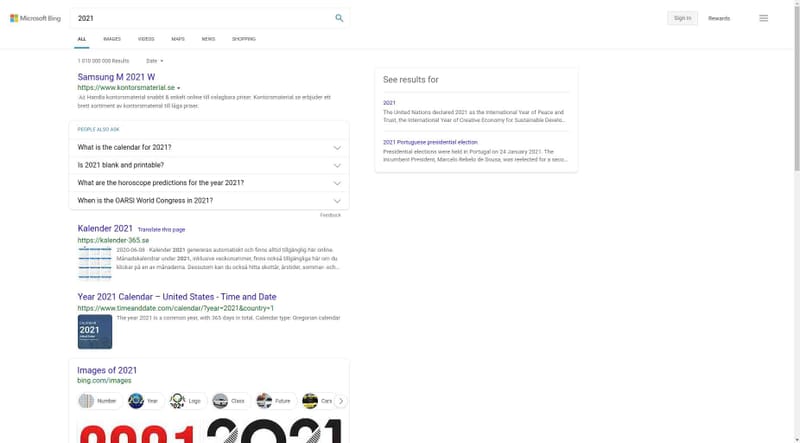 Microsoft Bing
2021
Sign in
Rewards
ALL
IMAGES
VIDEOS
MAPS
NEWS
SHOPPING
1 010 000 000 Results
Date
Samsung M 2021 W
https://www.kontorsmaterial.se
Ad Handla kontorsmaterial snabbt & enkelt online till oslagbara priser. Kontorsmaterial.se erbjuder ett
brett sortiment av kontorsmaterial till låga priser.
PEOPLE ALSO ASK
What is the calendar for 2021?
Is 2021 blank and printable?
What are the horoscope predictions for the year 2021?
When is the OARSI World Congress in 2021?
Feedback
Kalender 2021 Translate this page
https://kalender-365.se
2020-06-08 · Kalender 2021 genereras automatiskt och finns alltid tillgänglig här online.
Månadskalendrar under 2021, inklusive veckonummer, finns också tillgängliga här om du
klickar på en av månaderna. Dessutom kan du också hitta skottår, årstider, sommar- och...
Year 2021 Calendar – United States - Time and Date
https://www.timeanddate.com/calendar/?year=2021&country=1
2021
The year 2021 is a common year, with 365 days in total. Calendar type: Gregorian calendar
Images of 2021
bing.com/images
Number
Year
Logo
Class
Future
Cars
2021
2021
See results for
2021
The United Nations declared 2021 as the International Year of Peace and
Trust, the International Year of Creative Economy for Sustainable Develo...
2021 Portuguese presidential election
Presidential elections were held in Portugal on 24 January 2021. The
incumbent President, Marcelo Rebelo de Sousa, was reelected for a seco...